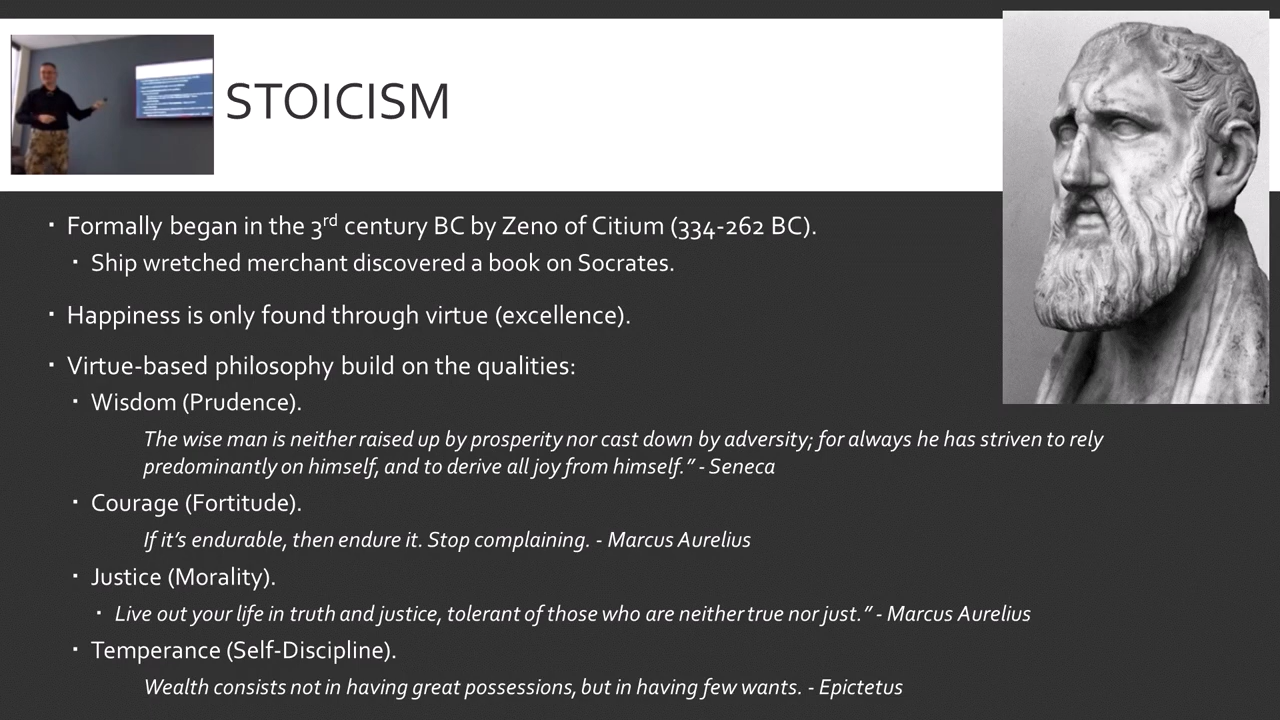 STOICISM
▪ Formally began in the 3rd century BC by Zeno of Citium (334-262 BC).
▪ Ship wretched merchant discovered a book on Socrates.
▪ Happiness is only found through virtue (excellence).
▪ Virtue-based philosophy build on the qualities:
▪ Wisdom (Prudence).
The wise man is neither raised up by prosperity nor cast down by adversity; for always he has striven to rely
predominantly on himself, and to derive all joy from himself.” - Seneca
▪ Courage (Fortitude).
If it’s endurable, then endure it. Stop complaining. - Marcus Aurelius
▪ Justice (Morality).
▪ Live out your life in truth and justice, tolerant of those who are neither true nor just.” - Marcus Aurelius
▪ Temperance (Self-Discipline).
Wealth consists not in having great possessions, but in having few wants. - Epictetus